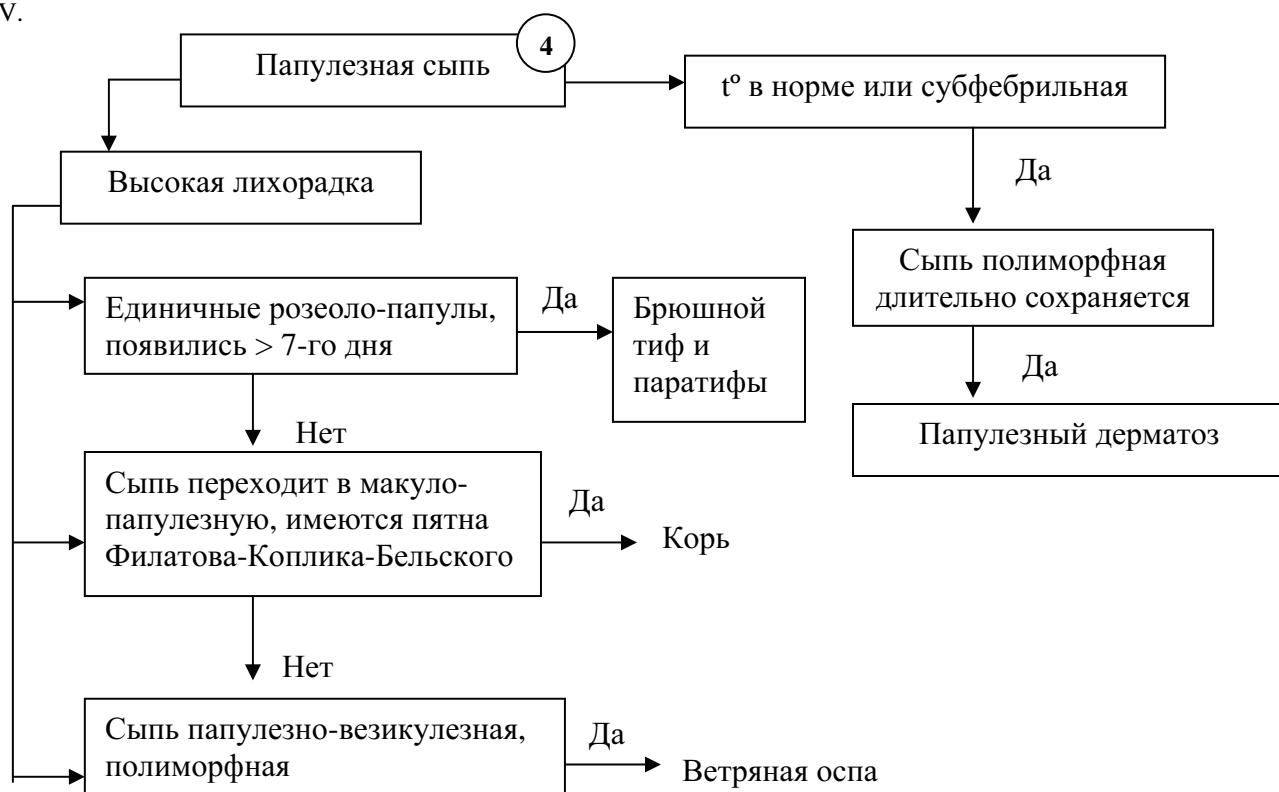 V.
4
Папулезная сыпь
tº в норме или субфебрильная
Высокая лихорадка
Да
Сыпь полиморфная
длительно сохраняется
Единичные розеоло-папулы,
появились > 7-го дня
Да
Брюшной
тиф и
паратифы
Да
Папулезный дерматоз
Нет
Сыпь переходит в макуло-
папулезную, имеются пятна
Филатова-Коплика-Бельского
Да
Корь
Нет
Сыпь папулезно-везикулезная,
полиморфная
Да
Ветряная оспа